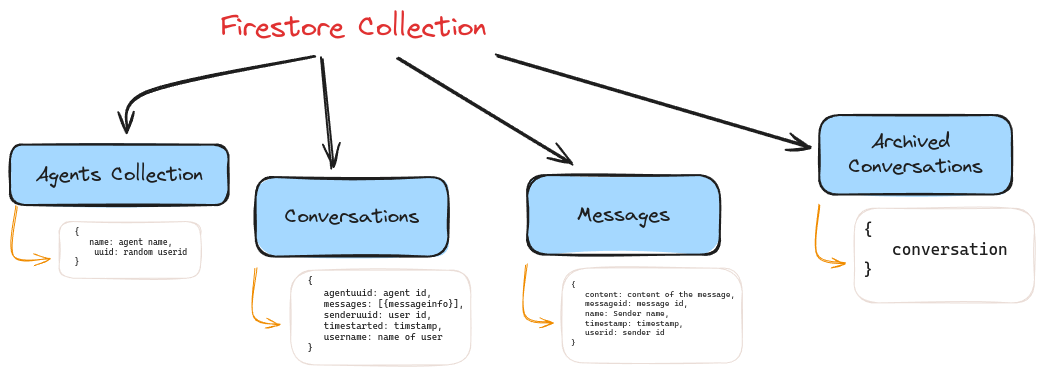 Firestore Collection
Agents Collection
{
name: agent name,
uuid: random userid
}
Conversations
{
agentuuid: agent id,
messages: [{messageinfo}],
senderuuid: user id,
timestarted: timstamp,
username: name of user
}
Messages
{
content: content of the message,
messageid: message id,
name: Sender name,
timestamp: timestamp,
userid: sender id
}
Archived
Conversations
{
conversation
}